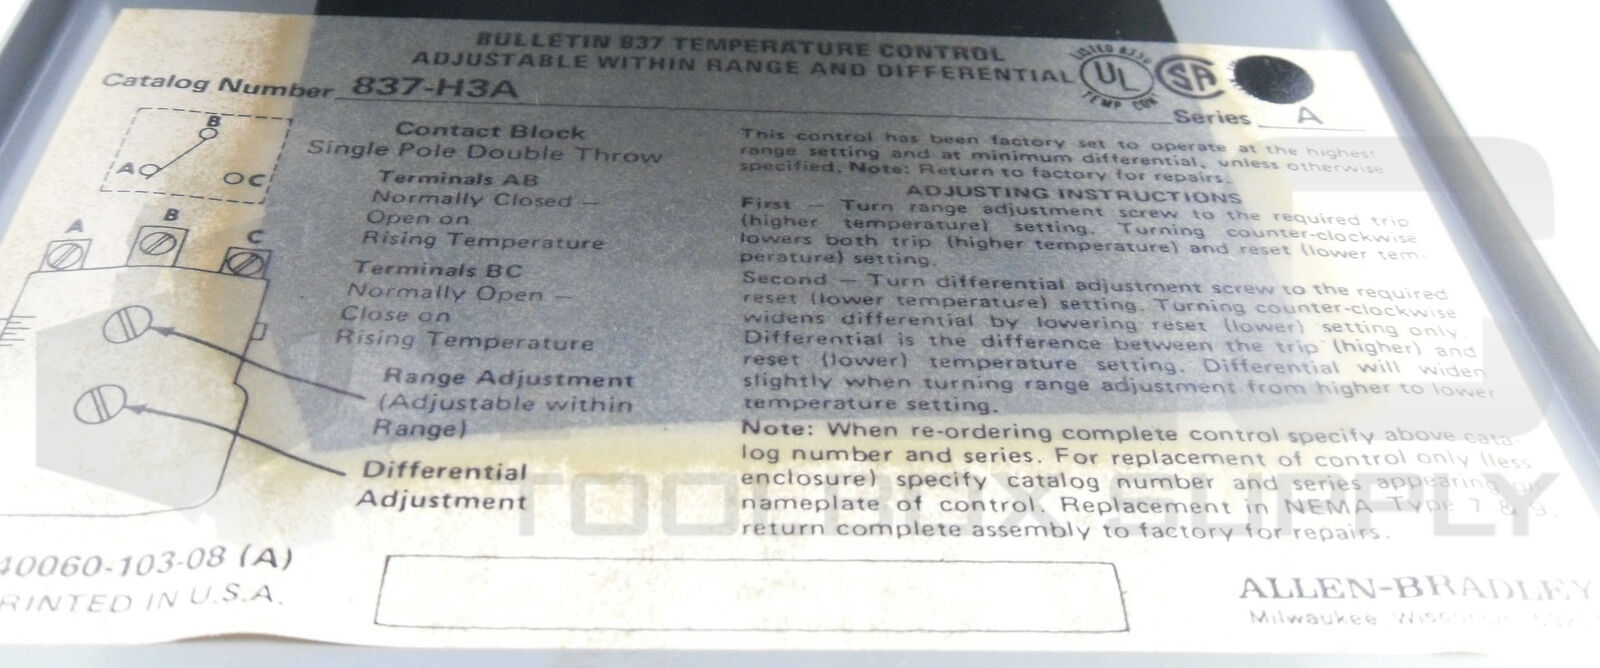 BULLETIN 837 TEMPERATURE CONTROL
ADJUSTABLE WITHIN RANGE AND DIFFERENTIAL
LISTED 835C
UL
TEMP CONT
SA
Catalog Number 837-H3A
Series A
B
A
C
A
B
C
Contact Block
Single Pole Double Throw
Terminals AB
Normally Closed –
Open on
Rising Temperature
Terminals BC
Normally Open –
Close on
Rising Temperature
Range Adjustment
(Adjustable within
Range)
Differential
Adjustment
This control has been factory set to operate at the highest
range setting and at minimum differential, unless otherwise
specified. Note: Return to factory for repairs.
ADJUSTING INSTRUCTIONS
First – Turn range adjustment screw to the required trip
(higher temperature) setting. Turning counter-clockwise
lowers both trip (higher temperature) and reset (lower tem-
perature) setting.
Second – Turn differential adjustment screw to the required
reset (lower temperature) setting. Turning counter-clockwise
widens differential by lowering reset (lower) setting only.
Differential is the difference between the trip (higher) and
reset (lower) temperature setting. Differential will widen
slightly when turning range adjustment from higher to lower
temperature setting.
Note: When re-ordering complete control specify above cata-
log number and series. For replacement of control only (less
enclosure) specify catalog number and series appearing on
nameplate of control. Replacement in NEMA Type 7 & 9,
return complete assembly to factory for repairs.
TOOLBOX SUPPLY
40060-103-08 (A)
PRINTED IN U.S.A.
ALLEN-BRADLEY
Milwaukee, Wisconsin